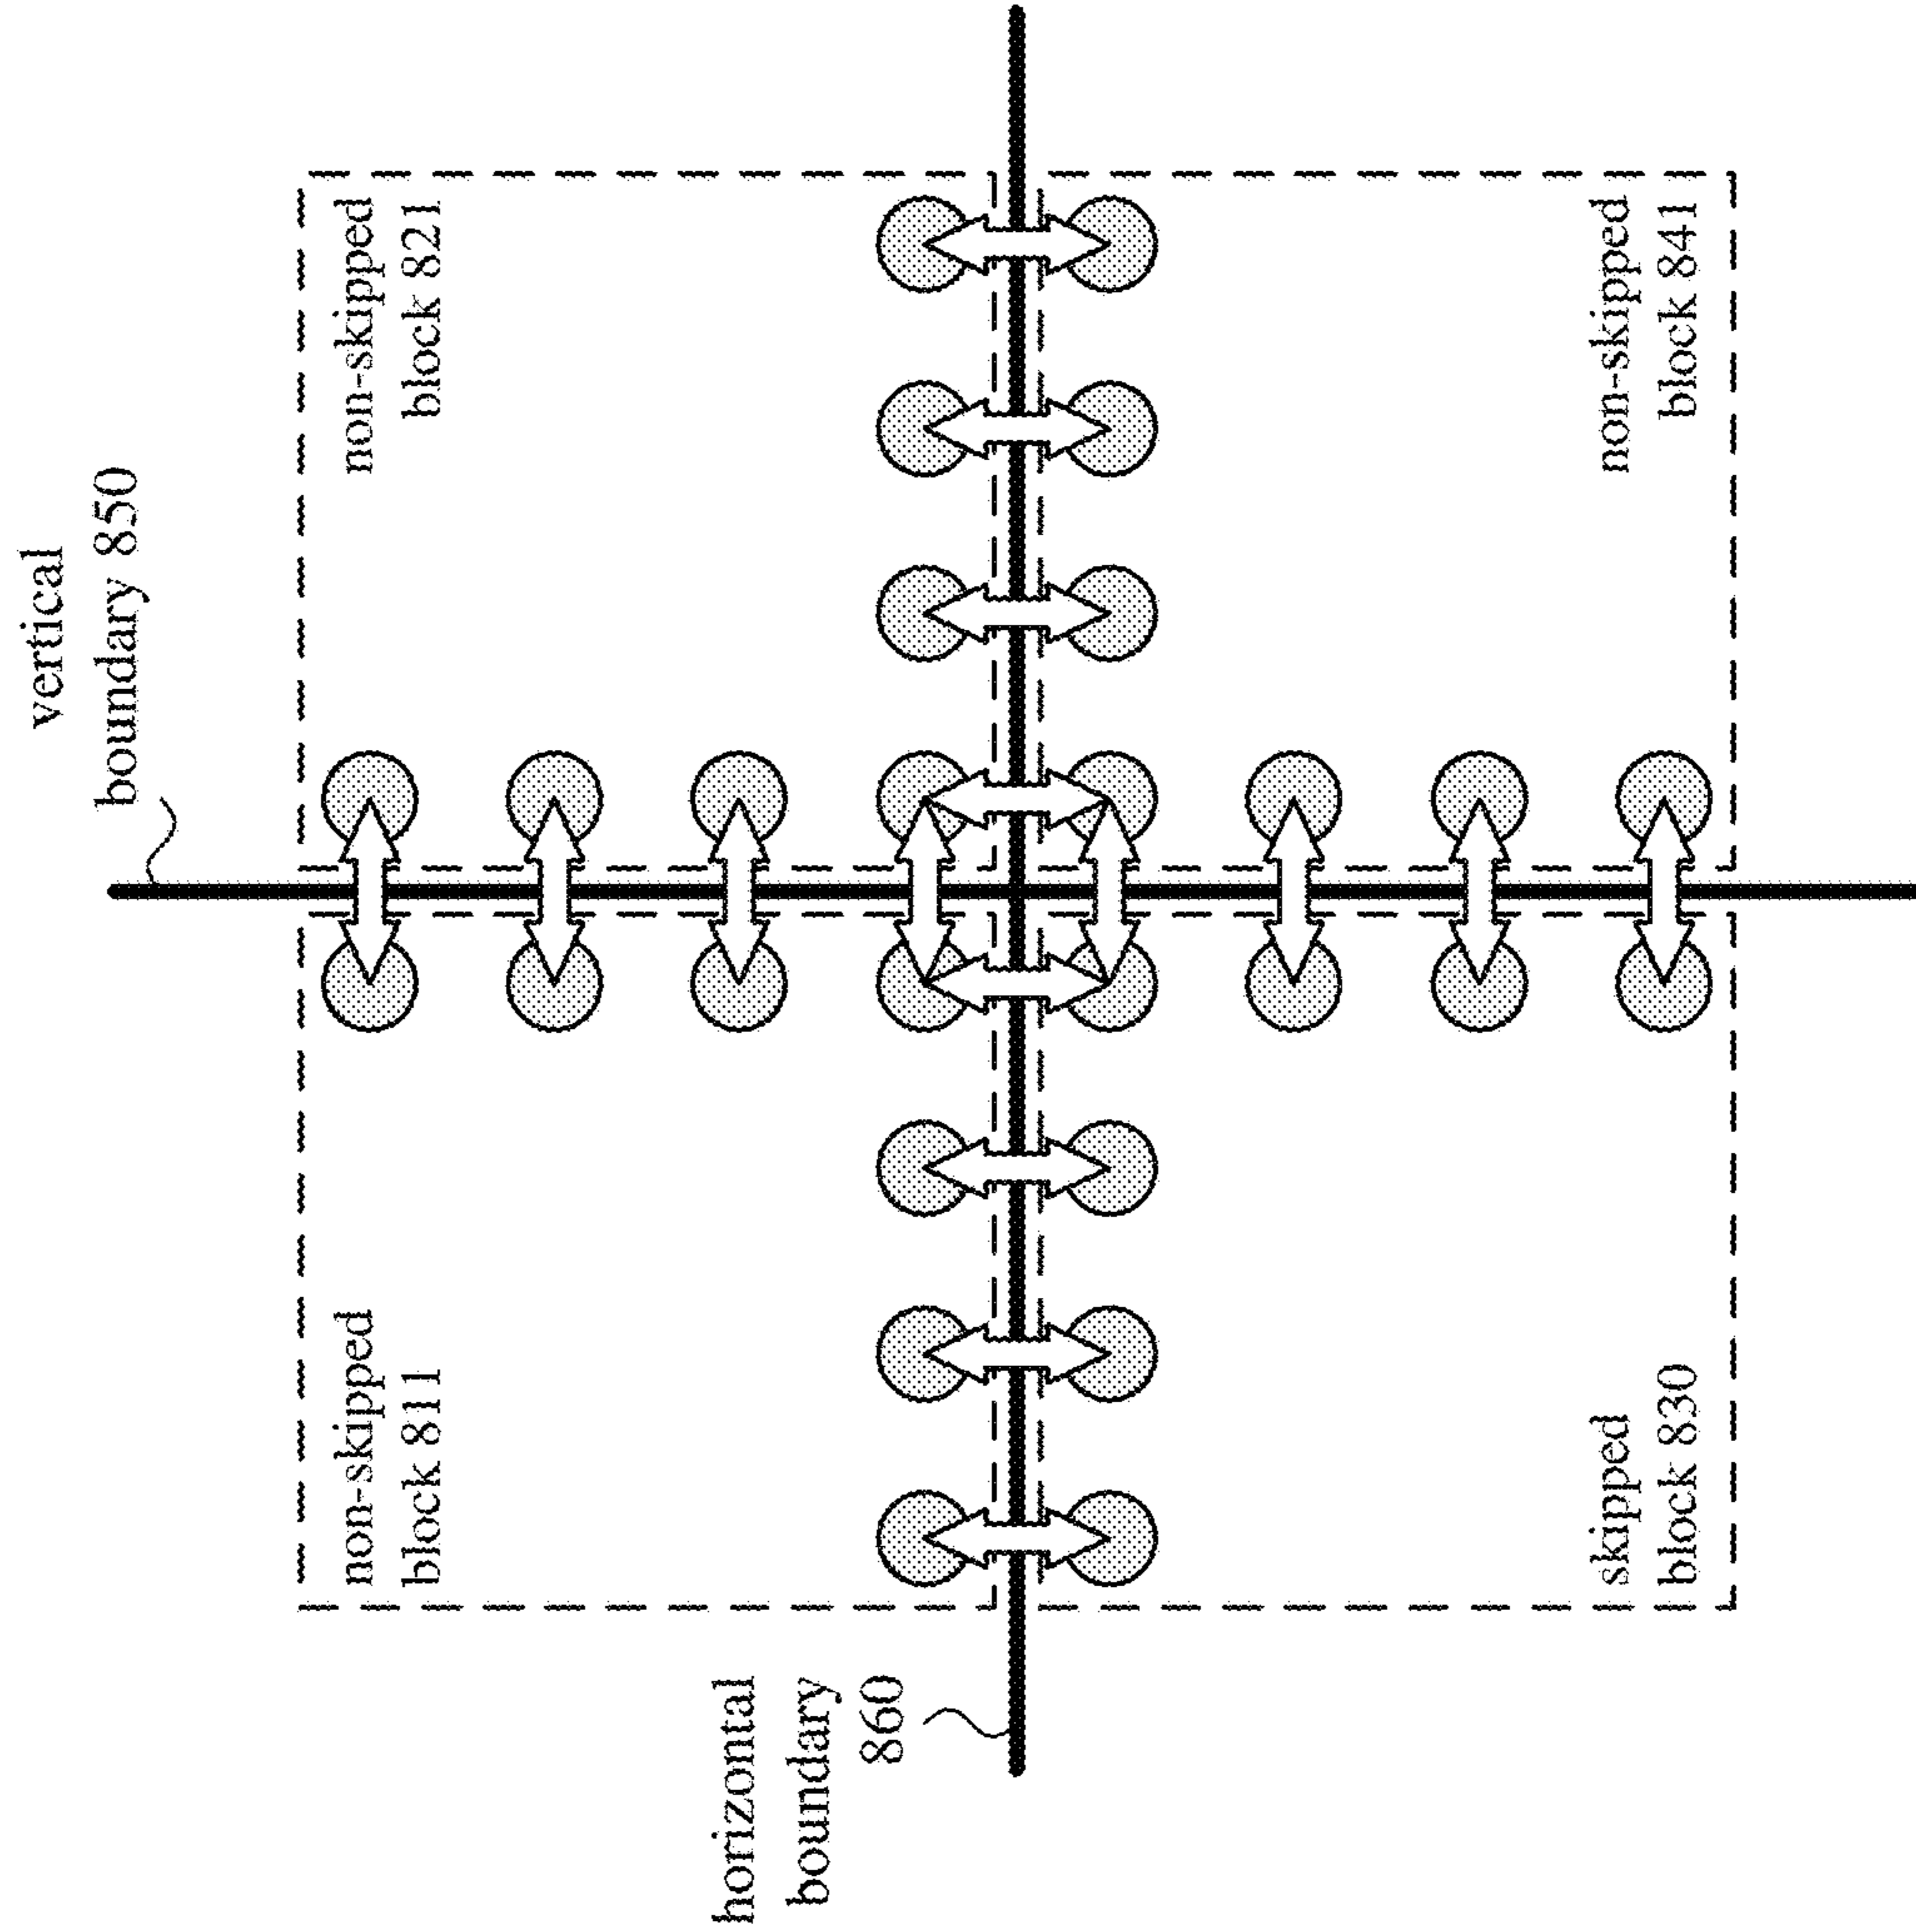 vertical
boundary 850
non-skipped
block 811
non-skipped
block 821
horizontal
boundary
860
skipped
block 830
non-skipped
block 841